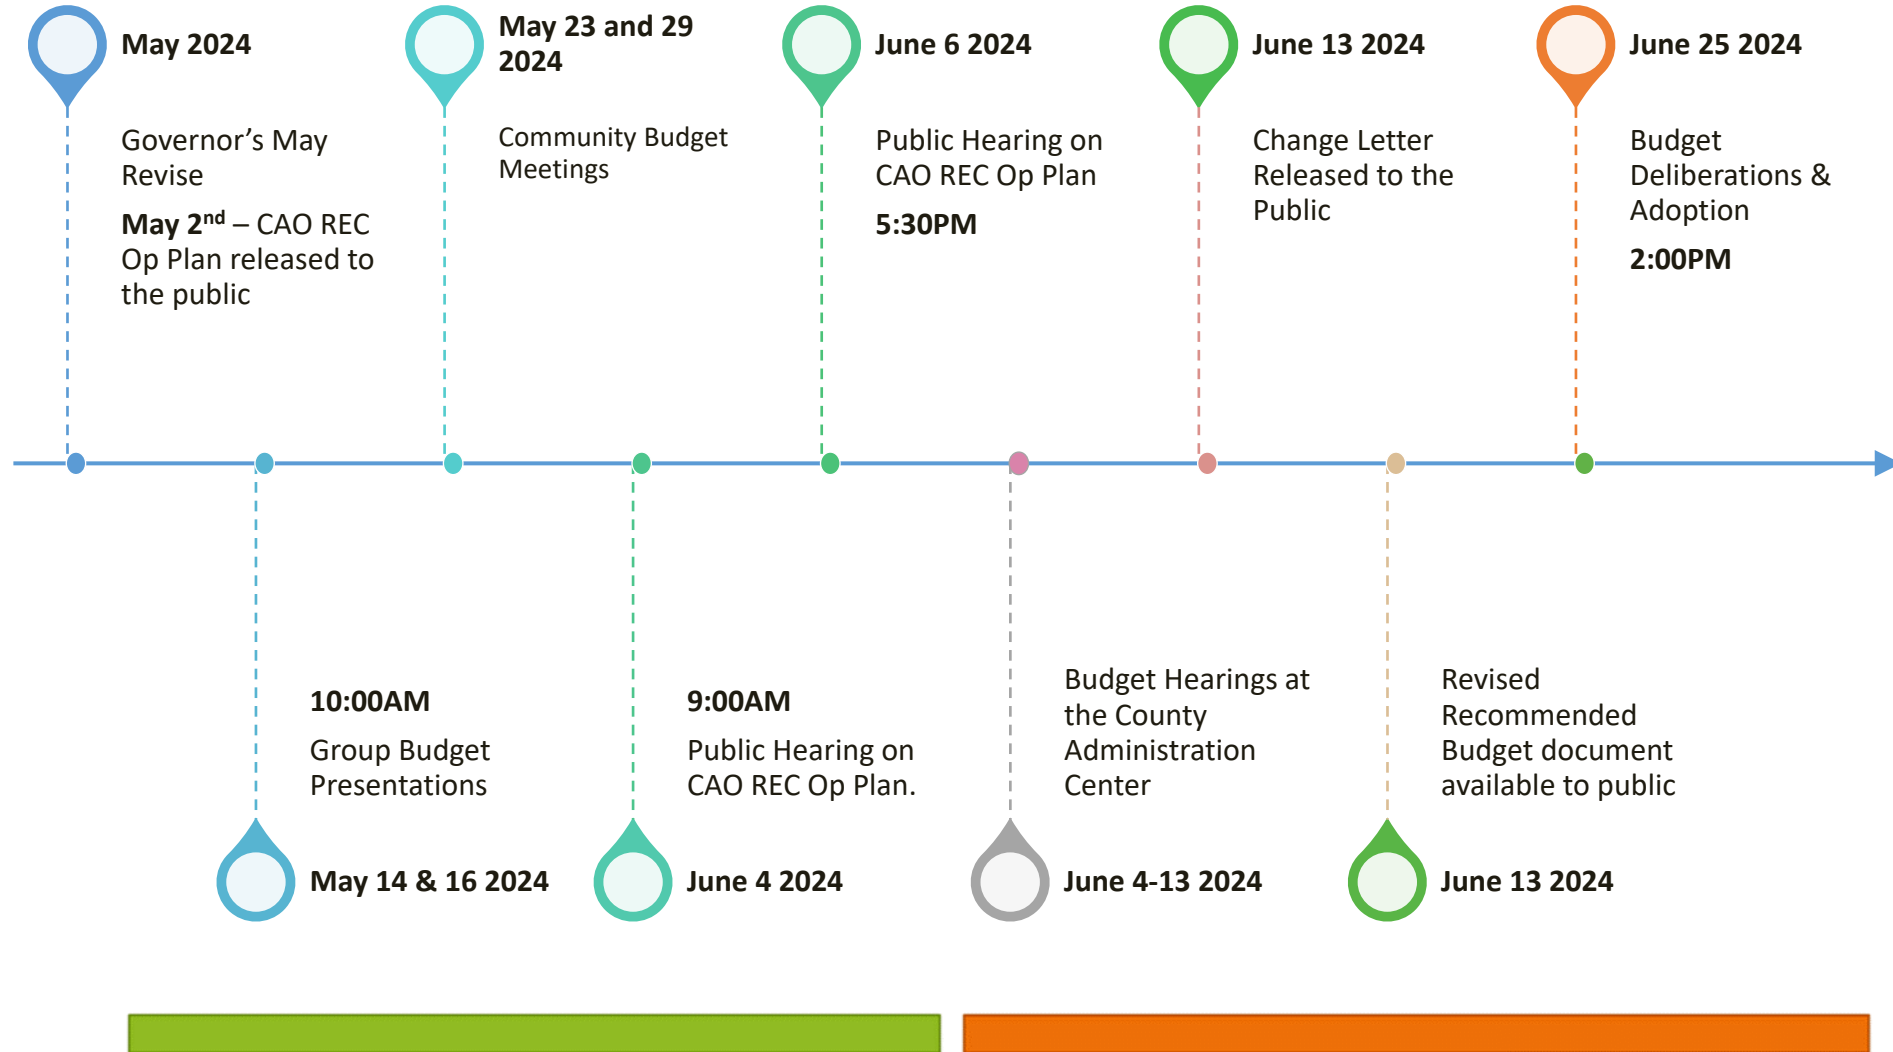 May 2024
Governor’s May
Revise
May 2nd – CAO REC
Op Plan released to
the public
May 23 and 29
2024
Community Budget
Meetings
June 6 2024
Public Hearing on
CAO REC Op Plan
5:30PM
June 13 2024
Change Letter
Released to the
Public
June 25 2024
Budget
Deliberations &
Adoption
2:00PM
10:00AM
Group Budget
Presentations
May 14 & 16 2024
9:00AM
Public Hearing on
CAO REC Op Plan.
June 4 2024
Budget Hearings at
the County
Administration
Center
June 4-13 2024
Revised
Recommended
Budget document
available to public
June 13 2024